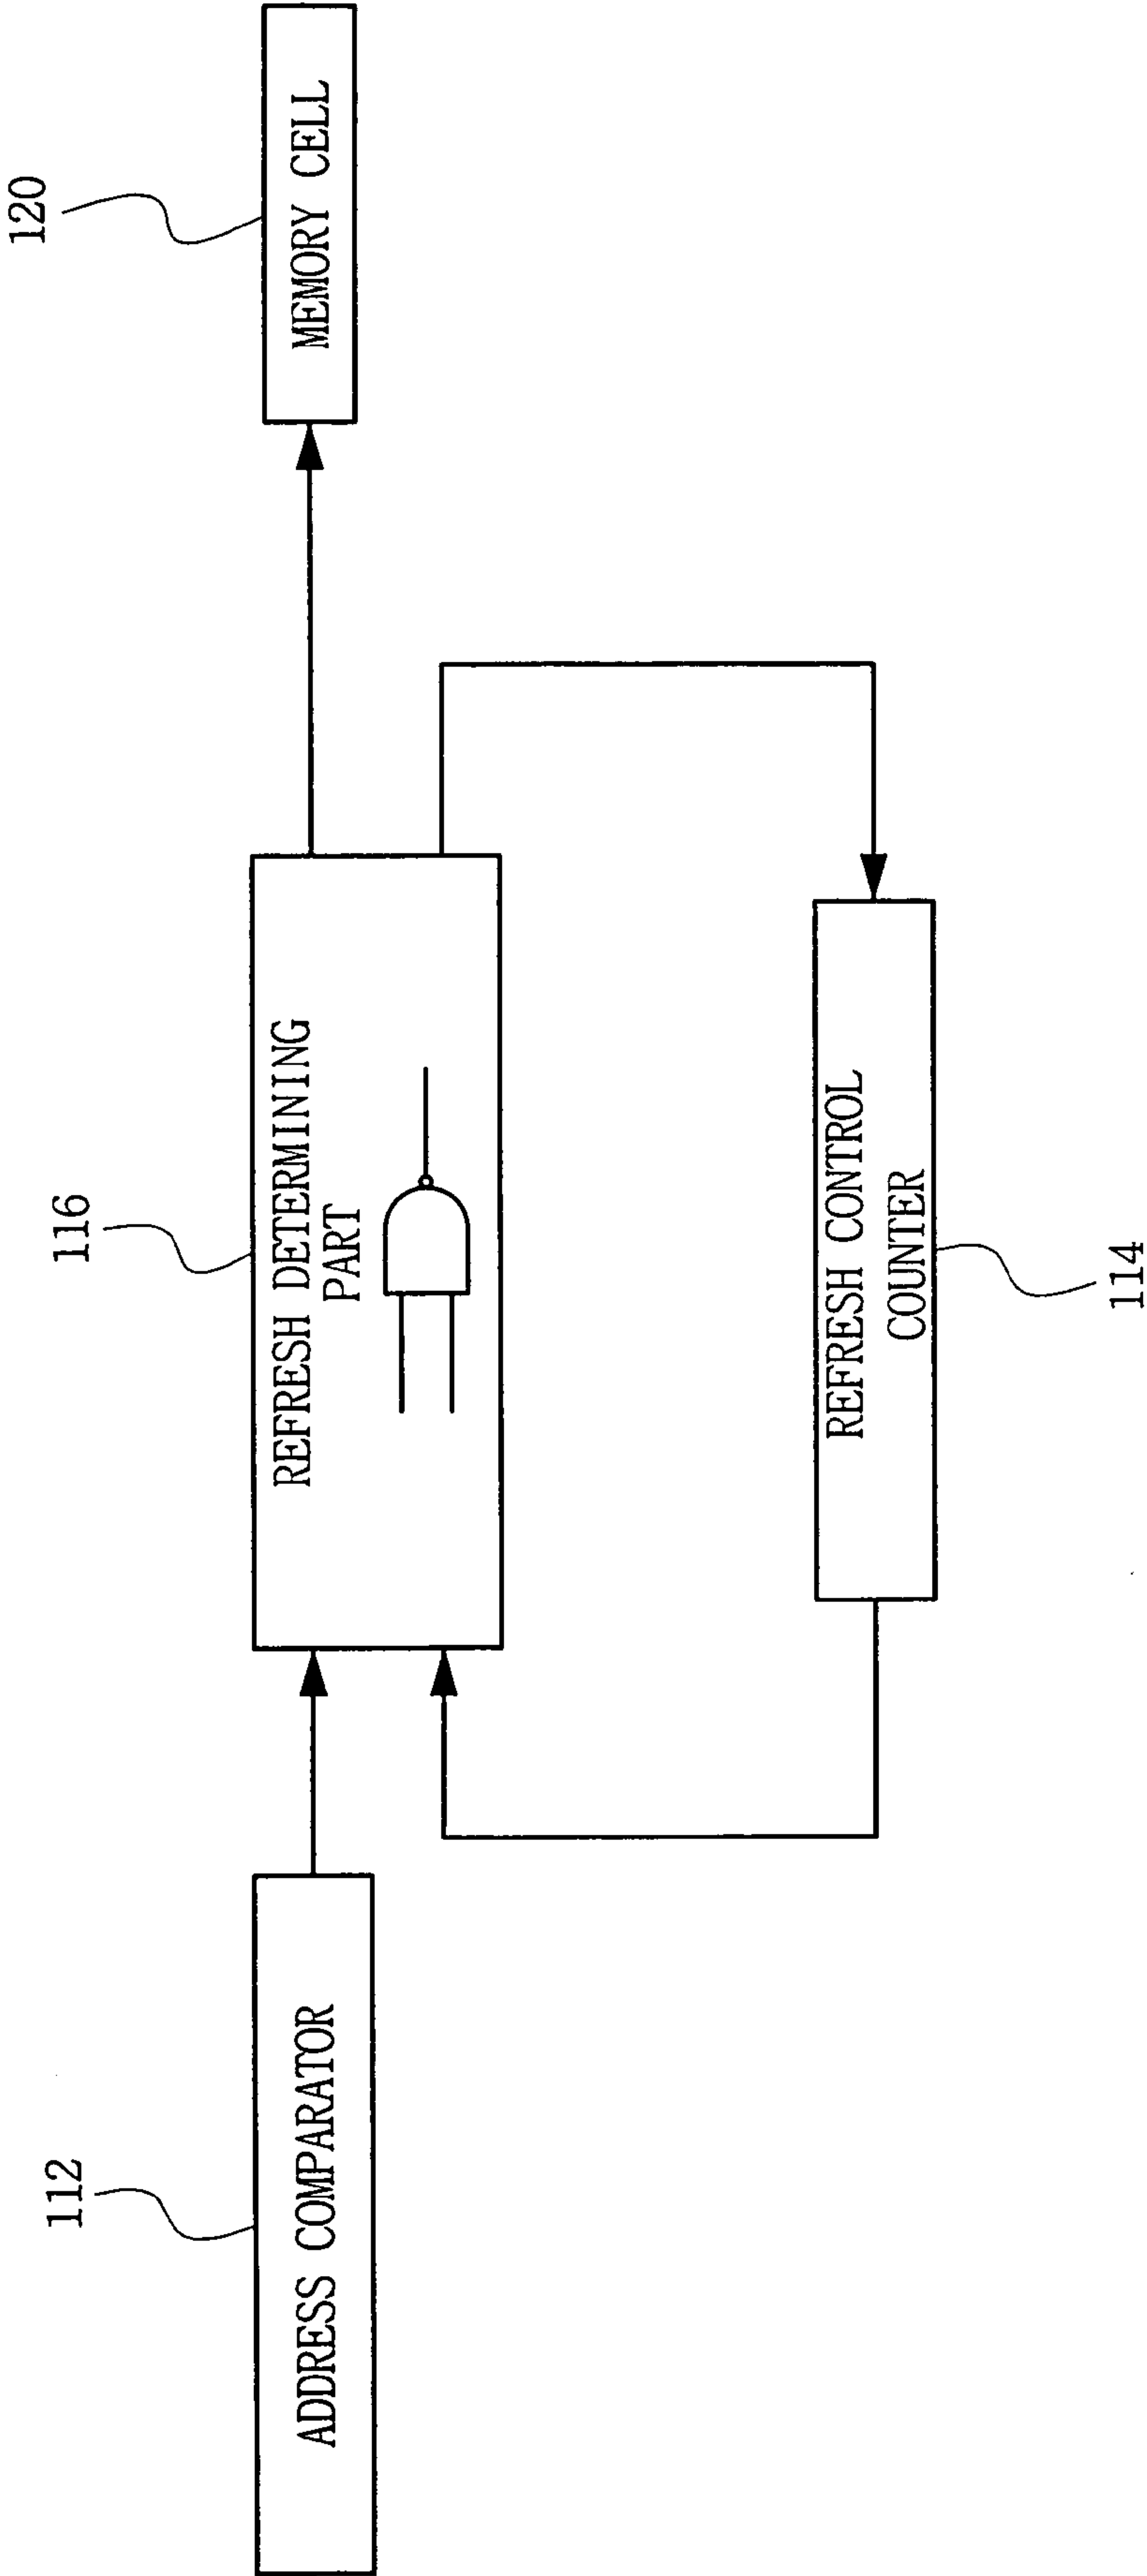 112
ADDRESS COMPARATOR
116
REFRESH DETERMINING
PART
120
MEMORY CELL
REFRESH CONTROL
COUNTER
114